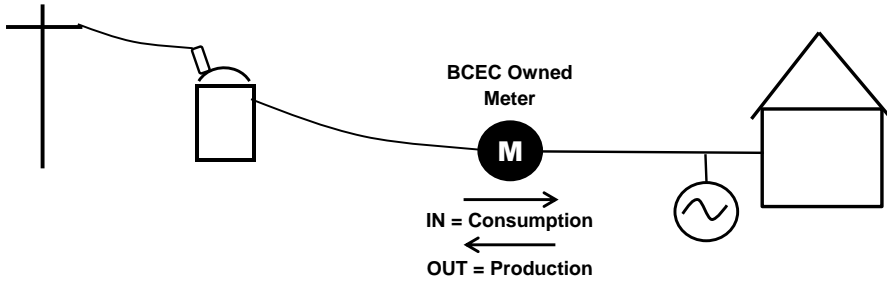 BCEC Owned
Meter
M
IN = Consumption
OUT = Production